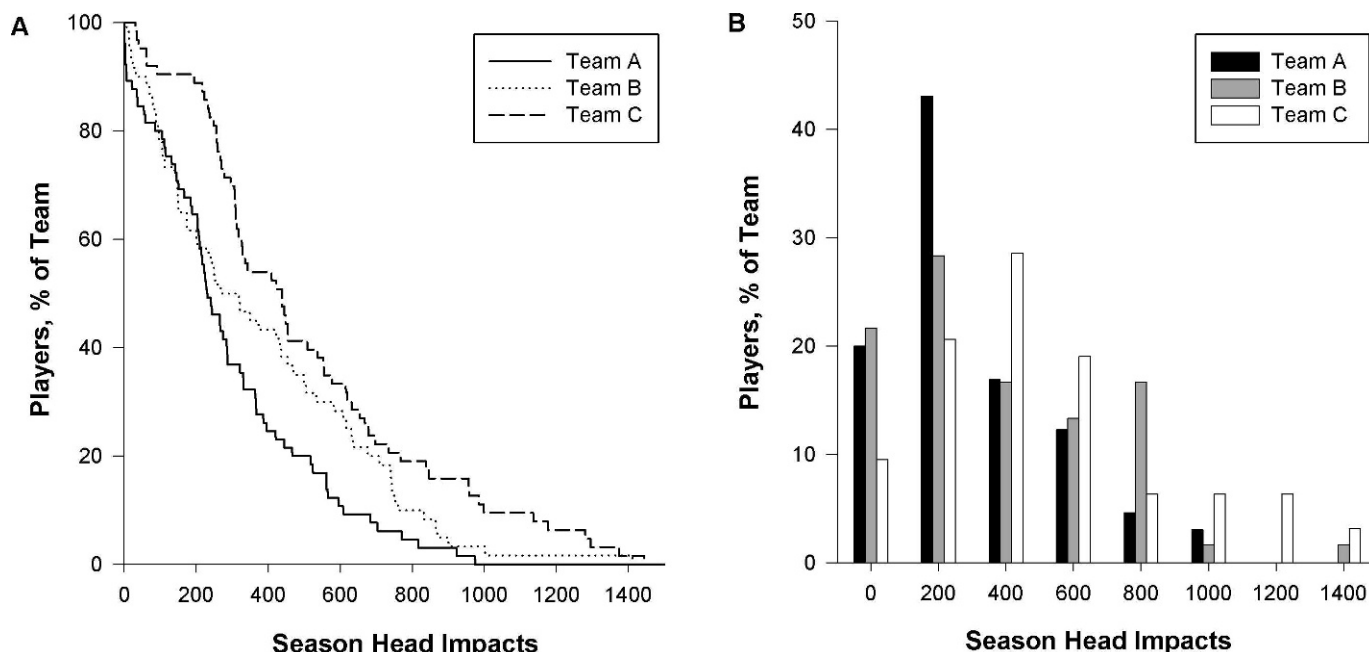 A
100
80
60
40
20
0
Players, % of Team
Team A
Team B
Team C
0 200 400 600 800 1000 1200 1400
Season Head Impacts
B
50
40
30
20
10
0
Players, % of Team
Team A
Team B
Team C
0 200 400 600 800 1000 1200 1400
Season Head Impacts